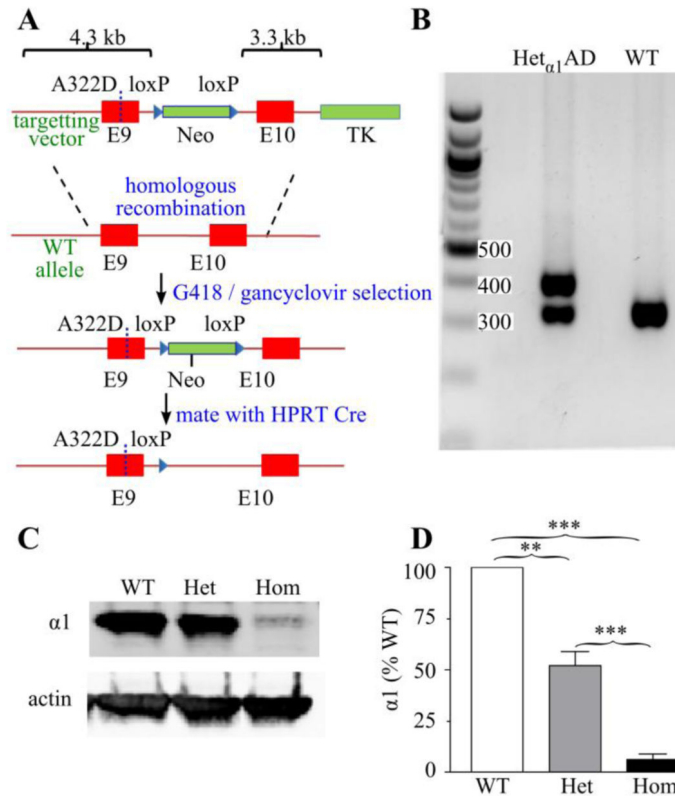 A
4.3 kb
3.3 kb
A322D loxP loxP
targetting
vector
E9 Neo E10 TK
homologous
recombination
WT
allele
E9 E10
G418 / gancyclovir selection
A322D loxP loxP
E9 Neo E10
mate with HPRT Cre
A322D loxP
E9 E10
B
Hetα1AD WT
500
400
300
C
WT Het Hom
α1
actin
D
***
**
***
100
75
50
25
0
α1 (% WT)
WT Het Hom